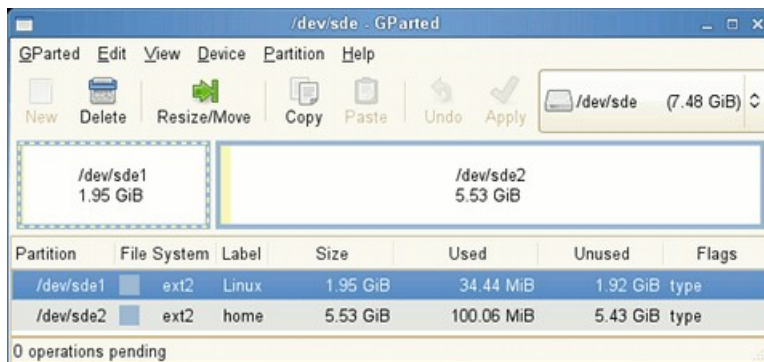 /dev/sde - GParted
GParted Edit View Device Partition Help
New Delete Resize/Move Copy Paste Undo Apply /dev/sde (7.48 GiB)
/dev/sde1 /dev/sde2
1.95 GiB 5.53 GiB
Partition File System Label Size Used Unused Flags
/dev/sde1 ext2 Linux 1.95 GiB 34.44 MiB 1.92 GiB type
/dev/sde2 ext2 home 5.53 GiB 100.06 MiB 5.43 GiB type
0 operations pending